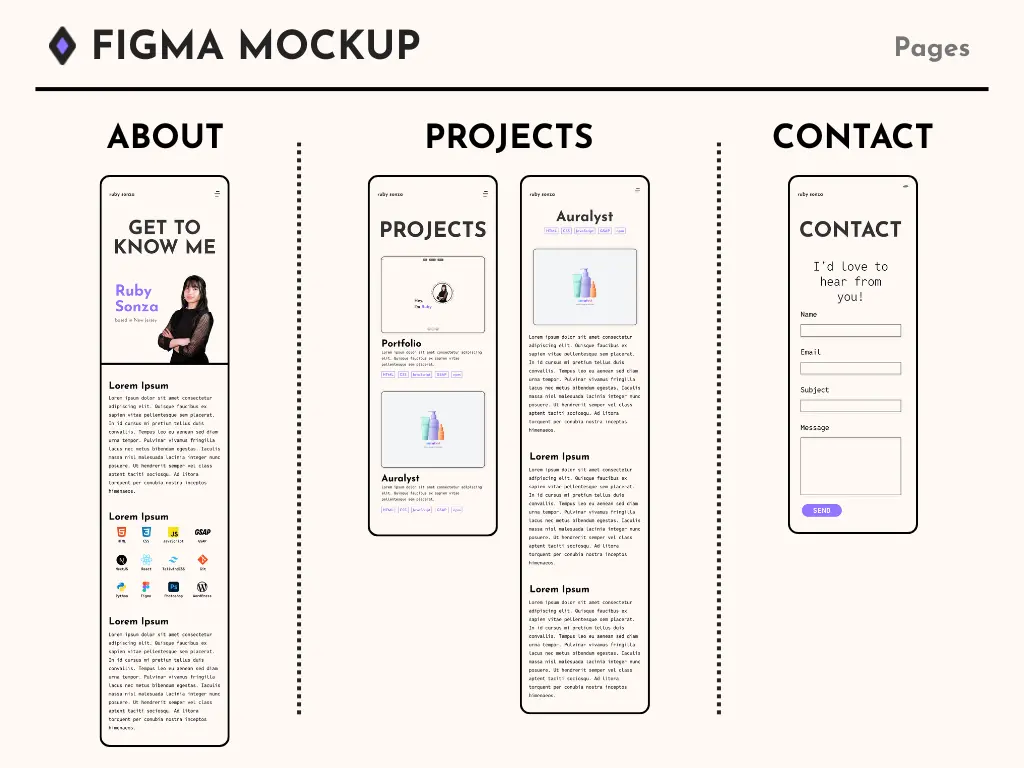 FIGMA MOCKUP
Pages
ABOUT
ruby sonza
GET TO
KNOW ME
Ruby
Sonza
based in New Jersey
Lorem Ipsum
Lorem ipsum dolor sit amet consectetur
adipiscing elit. Quisque faucibus ex
sapien vitae pellentesque sem placerat.
In id cursus mi pretium tellus duis
convallis. Tempus leo eu aenean sed diam
urna tempor. Pulvinar vivamus fringilla
lacus nec metus bibendum egestas. Iaculis
massa nisl malesuada lacinia integer nunc
posuere. Ut hendrerit semper vel class
aptent taciti sociosqu. Ad litora
torquent per conubia nostra inceptos
himenaeos.
Lorem Ipsum
HTML CSS JavaScript GSAP
NextJS React TailwindCSS Git
Python Figma Photoshop WordPress
Lorem Ipsum
Lorem ipsum dolor sit amet consectetur
adipiscing elit. Quisque faucibus ex
sapien vitae pellentesque sem placerat.
In id cursus mi pretium tellus duis
convallis. Tempus leo eu aenean sed diam
urna tempor. Pulvinar vivamus fringilla
lacus nec metus bibendum egestas. Iaculis
massa nisl malesuada lacinia integer nunc
posuere. Ut hendrerit semper vel class
aptent taciti sociosqu. Ad litora
torquent per conubia nostra inceptos
himenaeos.
PROJECTS
ruby sonza
PROJECTS
Hey,
I'm Ruby
Portfolio
Lorem ipsum dolor sit amet consectetur adipiscing
elit. Quisque faucibus ex sapien vitae
pellentesque sem placerat.
HTML CSS JavaScript GSAP npm
Auralyst
Lorem ipsum dolor sit amet consectetur adipiscing
elit. Quisque faucibus ex sapien vitae
pellentesque sem placerat.
HTML CSS JavaScript GSAP npm
ruby sonza
Auralyst
HTML CSS JavaScript GSAP npm
Lorem ipsum dolor sit amet consectetur
adipiscing elit. Quisque faucibus ex
sapien vitae pellentesque sem placerat.
In id cursus mi pretium tellus duis
convallis. Tempus leo eu aenean sed diam
urna tempor. Pulvinar vivamus fringilla
lacus nec metus bibendum egestas. Iaculis
massa nisl malesuada lacinia integer nunc
posuere. Ut hendrerit semper vel class
aptent taciti sociosqu. Ad litora
torquent per conubia nostra inceptos
himenaeos.
Lorem Ipsum
Lorem ipsum dolor sit amet consectetur
adipiscing elit. Quisque faucibus ex
sapien vitae pellentesque sem placerat.
In id cursus mi pretium tellus duis
convallis. Tempus leo eu aenean sed diam
urna tempor. Pulvinar vivamus fringilla
lacus nec metus bibendum egestas. Iaculis
massa nisl malesuada lacinia integer nunc
posuere. Ut hendrerit semper vel class
aptent taciti sociosqu. Ad litora
torquent per conubia nostra inceptos
himenaeos.
Lorem Ipsum
Lorem ipsum dolor sit amet consectetur
adipiscing elit. Quisque faucibus ex
sapien vitae pellentesque sem placerat.
In id cursus mi pretium tellus duis
convallis. Tempus leo eu aenean sed diam
urna tempor. Pulvinar vivamus fringilla
lacus nec metus bibendum egestas. Iaculis
massa nisl malesuada lacinia integer nunc
posuere. Ut hendrerit semper vel class
aptent taciti sociosqu. Ad litora
torquent per conubia nostra inceptos
himenaeos.
CONTACT
ruby sonza
CONTACT
I'd love to
hear from
you!
Name
Email
Subject
Message
SEND